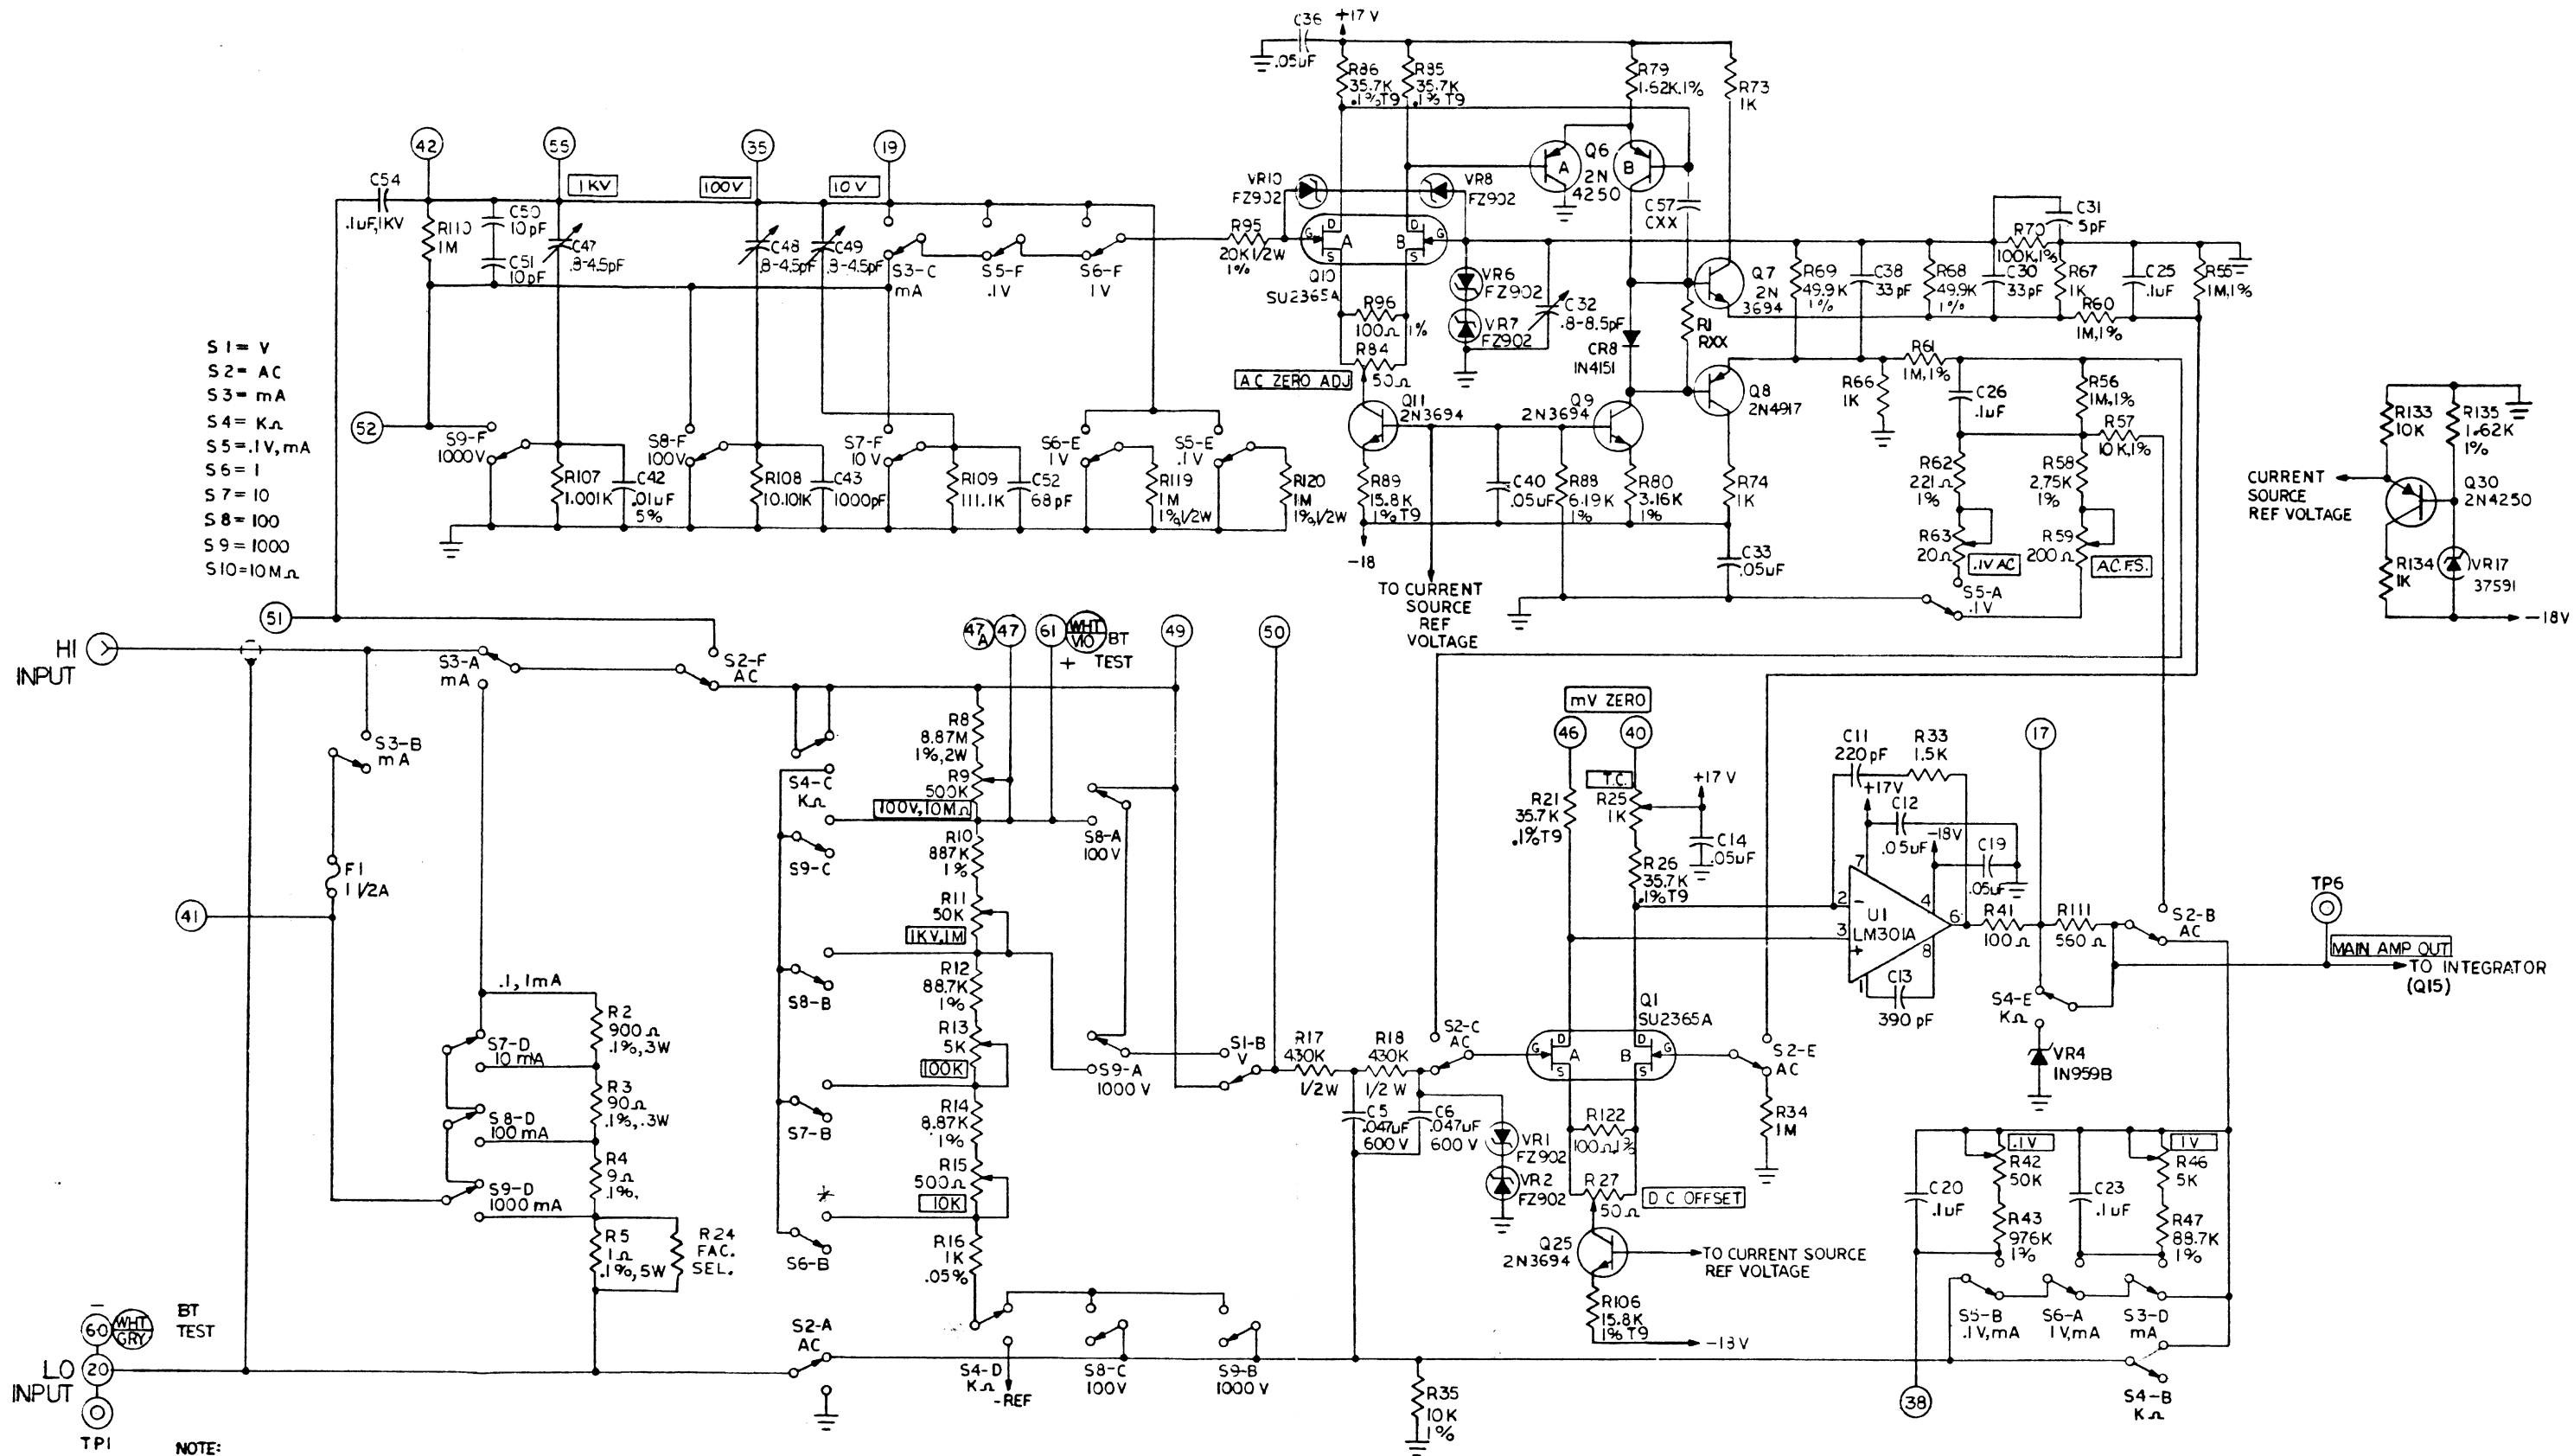 C36 +17 V
.05uF
R86
35.7K
.1% T9
R85
35.7K
.1% T9
R79
1.62K,1%
R73
1K
42
55
35
19
1KV
100V
10V
C54
.1uF,1KV
R110
1M
C50
10pF
C51
10pF
C47
.8-4.5pF
C48
.8-4.5pF
C49
.8-4.5pF
S3-C
mA
S5-F
.1V
S6-F
1V
R95
20K 1/2W
1%
VR10
FZ902
VR8
FZ902
D
G
A
S
D
B
G
S
Q10
SU2365A
A
Q6
2N
4250
B
C57
CXX
R96
100Ω 1%
R84
50Ω
AC ZERO ADJ
VR6
FZ902
VR7
FZ902
C32
.8-8.5pF
CR8
1N4151
R1
RXX
Q7
2N
3694
R69
49.9K
1%
C38
33pF
R68
49.9K
1%
C30
33pF
R70
100K,1%
C31
5pF
R67
1K
C25
.1uF
R55
1M,1%
R60
1M,1%
R61
1M,1%
R66
1K
C26
.1uF
R56
1M,1%
R57
10K,1%
Q8
2N4917
Q11
2N3694
Q9
2N3694
R89
15.8K
1% T9
-18
C40
.05uF
R88
6.19K
1%
R80
3.16K
1%
R74
1K
C33
.05uF
R62
221Ω
1%
R58
2.75K
1%
R63
20Ω
.1V AC
R59
200Ω
A.C.F.S.
S5-A
.1V
TO CURRENT
SOURCE
REF
VOLTAGE
R133
10K
R135
1.62K
1%
CURRENT
SOURCE
REF VOLTAGE
Q30
2N4250
R134
1K
VR17
37591
-18V
S1 = V
S2 = AC
S3 = mA
S4 = KΩ
S5 = .1V, mA
S6 = 1
S7 = 10
S8 = 100
S9 = 1000
S10 = 10MΩ
52
S9-F
1000V
R107
1.001K
C42
.01uF
5%
S8-F
100V
R108
10.101K
C43
1000pF
S7-F
10V
R109
111.1K
C52
68pF
S6-E
1V
R119
1M
1%,1/2W
S5-E
.1V
R120
1M
1%,1/2W
51
HI
INPUT
S3-A
mA
S2-F
AC
S3-B
mA
F1
1 1/2A
41
47
A
47
61
WHT
VIO
BT
TEST
+
49
50
R8
8.87M
1%,2W
R9
500K
100V,10MΩ
S4-C
KΩ
S9-C
R10
887K
1%
R11
50K
1KV,1M
S8-B
R12
88.7K
1%
R13
5K
100K
S7-B
R14
8.87K
1%
R15
500Ω
10K
*
S6-B
R16
1K
.05%
S8-A
100V
S9-A
1000V
S1-B
V
R17
430K
1/2W
R18
430K
1/2W
C5
.047uF
600V
C6
.047uF
600V
VR1
FZ902
VR2
FZ902
S2-C
AC
G
D
A
S
D
B
G
S
Q1
SU2365A
S2-E
AC
R34
1M
R122
100Ω,1%
R27
50Ω
D C OFFSET
Q25
2N3694
TO CURRENT SOURCE
REF VOLTAGE
R106
15.8K
1% T9
-18V
mV ZERO
46
40
T.C.
R25
1K
+17 V
C14
.05uF
R21
35.7K
.1% T9
R26
35.7K
.1% T9
C11
220pF
R33
1.5K
+17V
C12
.05uF
-18V
C19
.05uF
7
2
-
3
+
4
6
8
1
U1
LM301A
C13
390 pF
R41
100Ω
17
R111
560Ω
S2-B
AC
TP6
MAIN AMP OUT
TO INTEGRATOR
(Q15)
S4-E
KΩ
VR4
1N959B
.1, 1mA
R2
900Ω
.1%,3W
S7-D
10mA
R3
90Ω
.1%,.3W
S8-D
100mA
R4
9Ω
.1%,
S9-D
1000mA
R5
1Ω
.1%,5W
R24
FAC.
SEL.
C20
.1uF
.1V
R42
50K
R43
976K
1%
C23
.1uF
1V
R46
5K
R47
88.7K
1%
S5-B
.1V,mA
S6-A
1V,mA
S3-D
mA
S4-B
KΩ
38
-
60
WHT
GRY
BT
TEST
LO
INPUT
20
TP1
S2-A
AC
S4-D
KΩ
-REF
S8-C
100V
S9-B
1000V
R35
10K
1%
NOTE: